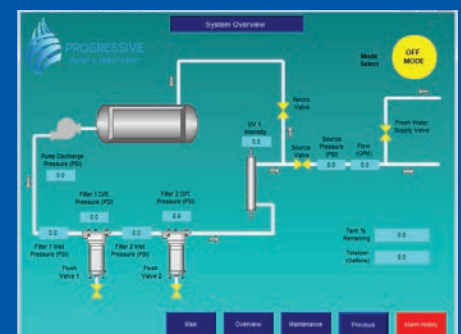 System Overview
PROGRESSIVE
Mode
Select
OFF
MODE
Recirc
Valve
UV 1
Intensity
0.0
Source
Valve
Source
Pressure
(PSI)
0.0
Flow
(GPM)
0.0
Fresh Water
Supply Valve
Pump Discharge
Pressure (PSI)
0.0
Filter 1 Diff.
Pressure (PSI)
0.0
Filter 2 Diff.
Pressure (PSI)
0.0
0.0
Filter 1 Inlet
Pressure (PSI)
0.0
Filter 2 Inlet
Pressure (PSI)
Flush
Valve 1
Flush
Valve 2
Tank %
Remaining
0.0
Totalizer
(Gallons)
0.0
Main
Overview
Maintenance
Previous
Alarm History